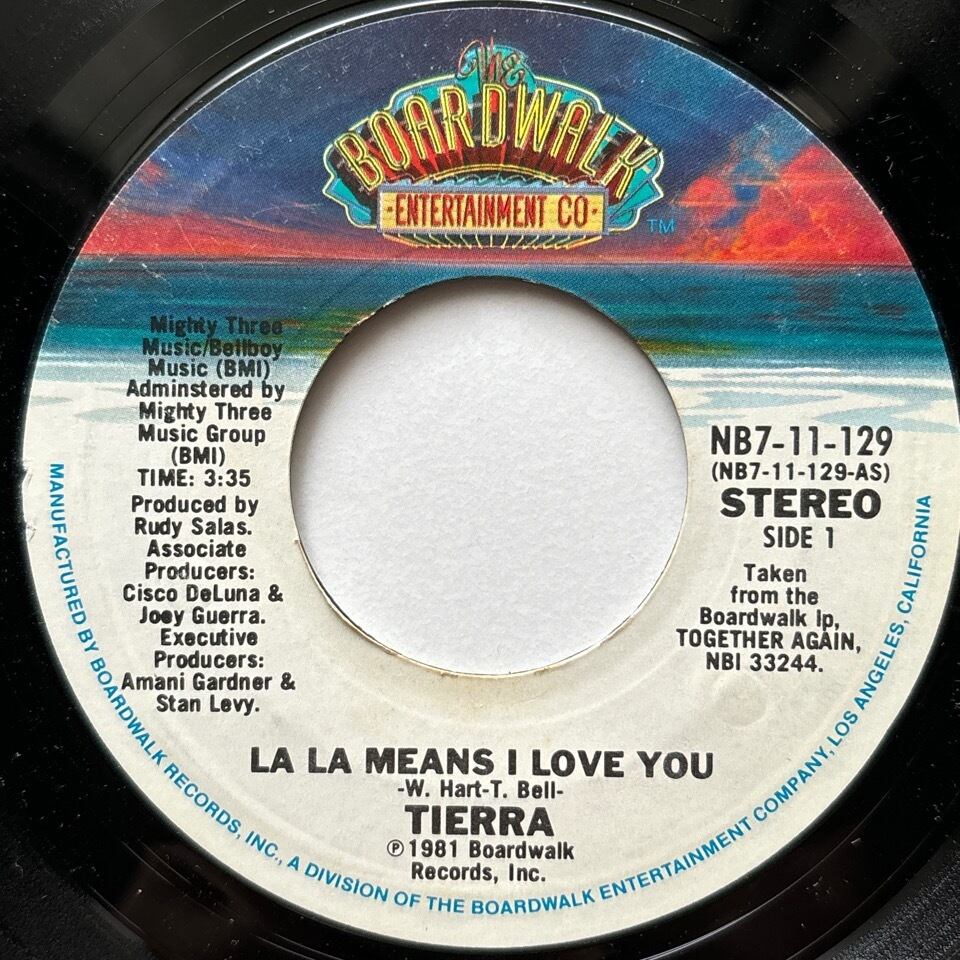 The
BOARDWALK
·ENTERTAINMENT CO·
TM
Mighty Three
Music/Bellboy
Music (BMI)
Adminstered by
Mighty Three
Music Group
(BMI)
TIME: 3:35
Produced by
Rudy Salas.
Associate
Producers:
Cisco DeLuna &
Joey Guerra.
Executive
Producers:
Amani Gardner &
Stan Levy.
NB7-11-129
(NB7-11-129-AS)
STEREO
SIDE 1
Taken
from the
Boardwalk lp,
TOGETHER AGAIN,
NBI 33244.
LA LA MEANS I LOVE YOU
-W. Hart-T. Bell-
TIERRA
℗ 1981 Boardwalk
Records, Inc.
MANUFACTURED BY BOARDWALK RECORDS, INC., A DIVISION OF THE BOARDWALK ENTERTAINMENT COMPANY, LOS ANGELES, CALIFORNIA